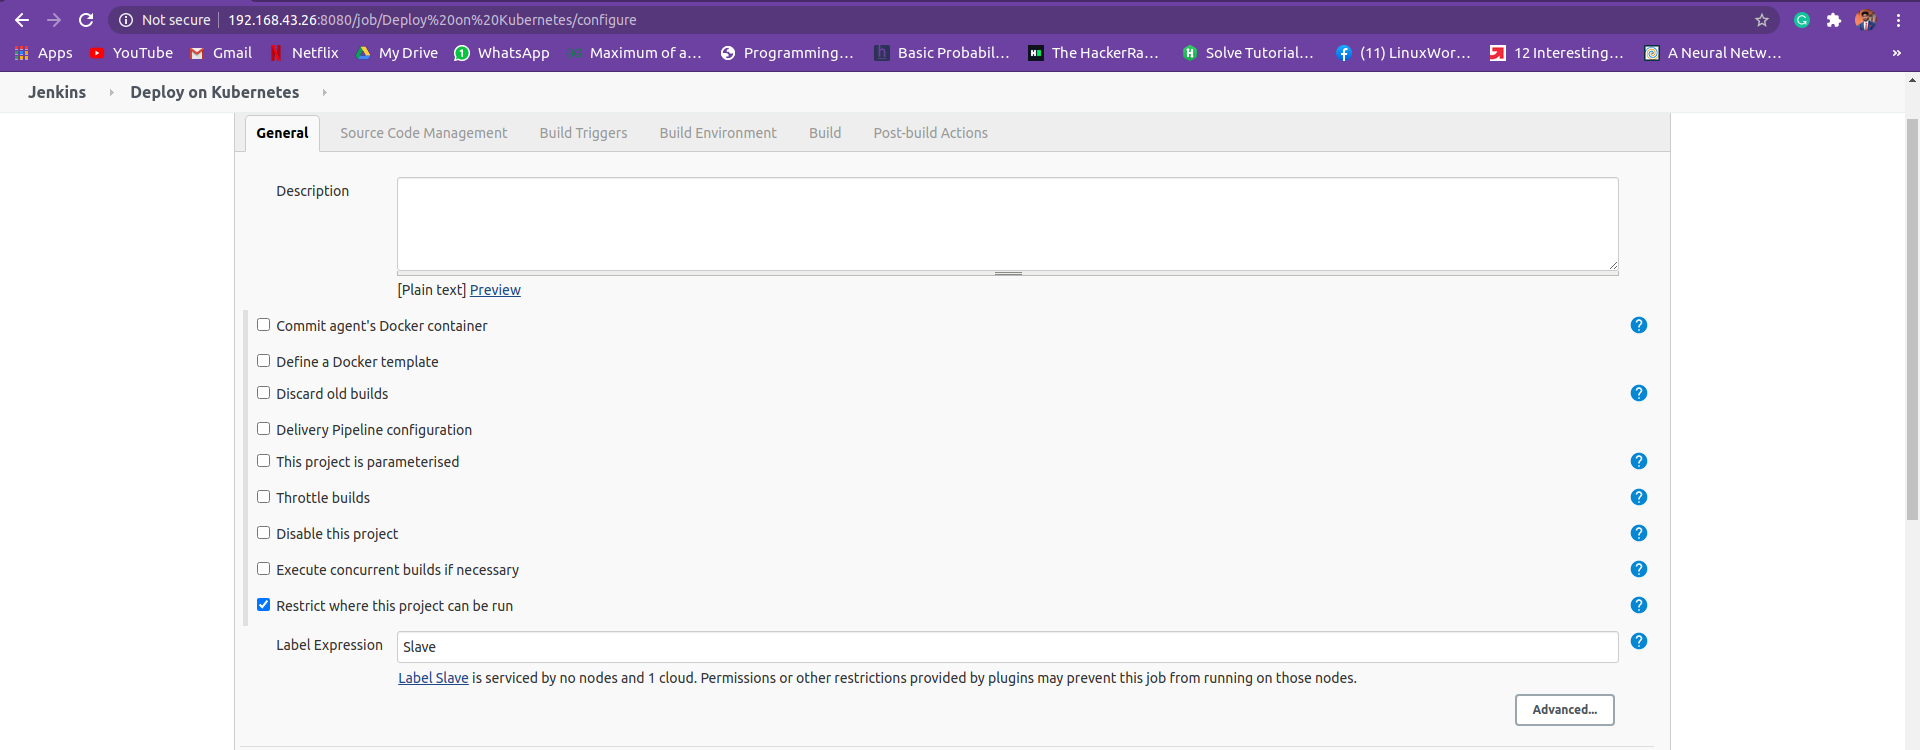 Not secure | 192.168.43.26:8080/job/Deploy%20on%20Kubernetes/configure
Apps YouTube Gmail Netflix My Drive WhatsApp Maximum of a... Programming... Basic Probabil... The HackerRa... Solve Tutorial... (11) LinuxWor... 12 Interesting... A Neural Netw... »
Jenkins Deploy on Kubernetes
General Source Code Management Build Triggers Build Environment Build Post-build Actions
Description
[Plain text] Preview
Commit agent's Docker container ?
Define a Docker template
Discard old builds ?
Delivery Pipeline configuration
This project is parameterised ?
Throttle builds ?
Disable this project ?
Execute concurrent builds if necessary ?
Restrict where this project can be run ?
Label Expression Slave ?
Label Slave is serviced by no nodes and 1 cloud. Permissions or other restrictions provided by plugins may prevent this job from running on those nodes.
Advanced...